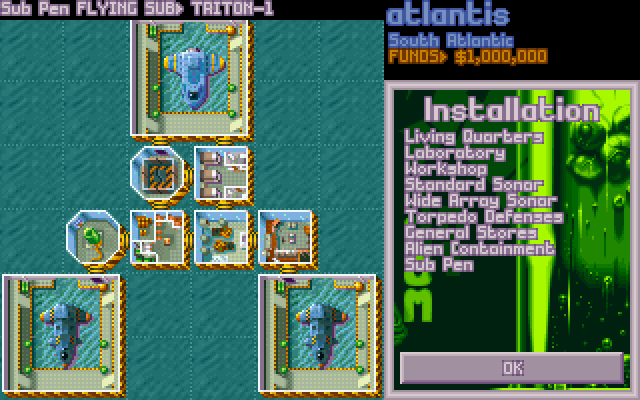 Sub Pen FLYING SUB> TRITON-1
atlantis
South Atlantic
FUNDS> $1,000,000
Installation
Living Quarters
Laboratory
Workshop
Standard Sonar
Wide Array Sonar
Torpedo Defenses
General Stores
Alien Containment
Sub Pen
OK